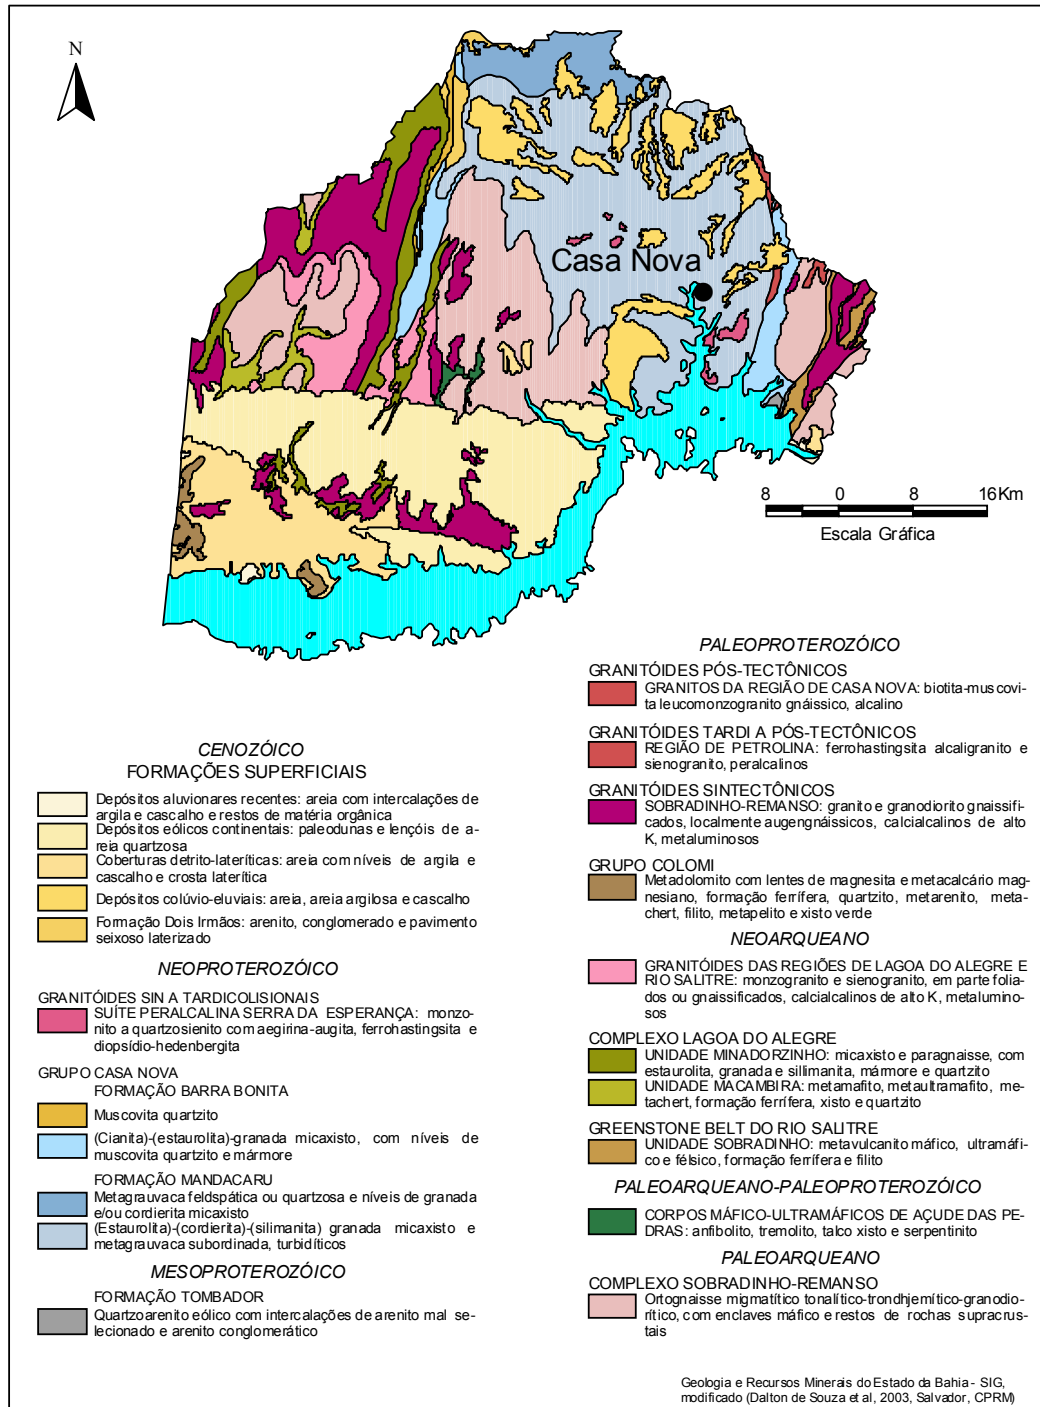 N
Casa Nova
8 0 8 16Km
Escala Gráfica
CENOZÓICO
FORMAÇÕES SUPERFICIAIS
Depósitos aluvionares recentes: areia com intercalações de
argila e cascalho e restos de matéria orgânica
Depósitos eólicos continentais: paleodunas e lençóis de a-
reia quartzosa
Coberturas detrito-lateríticas: areia com níveis de argila e
cascalho e crosta laterítica
Depósitos colúvio-eluviais: areia, areia argilosa e cascalho
Formação Dois Irmãos: arenito, conglomerado e pavimento
seixoso laterizado
NEOPROTEROZÓICO
GRANITÓIDES SIN A TARDICOLISIONAIS
SUÍTE PERALCALINA SERRA DA ESPERANÇA: monzo-
nito a quartzosienito com aegirina-augita, ferrohastingsita e
diopsídio-hedenbergita
GRUPO CASA NOVA
FORMAÇÃO BARRA BONITA
Muscovita quartzito
(Cianita)-(estaurolita)-granada micaxisto, com níveis de
muscovita quartzito e mármore
FORMAÇÃO MANDACARU
Metagrauvaca feldspática ou quartzosa e níveis de granada
e/ou cordierita micaxisto
(Estaurolita)-(cordierita)-(silimanita) granada micaxisto e
metagrauvaca subordinada, turbidíticos
MESOPROTEROZÓICO
FORMAÇÃO TOMBADOR
Quartzoarenito eólico com intercalações de arenito mal se-
lecionado e arenito conglomerático
PALEOPROTEROZÓICO
GRANITÓIDES PÓS-TECTÔNICOS
GRANITOS DA REGIÃO DE CASA NOVA: biotita-muscovi-
ta leucomonzogranito gnáissico, alcalino
GRANITÓIDES TARDI A PÓS-TECTÔNICOS
REGIÃO DE PETROLINA: ferrohastingsita alcaligranito e
sienogranito, peralcalinos
GRANITÓIDES SINTECTÔNICOS
SOBRADINHO-REMANSO: granito e granodiorito gnaissifi-
cados, localmente augengnáissicos, calcialcalinos de alto
K, metaluminosos
GRUPO COLOMI
Metadolomito com lentes de magnesita e metacalcário mag-
nesiano, formação ferrífera, quartzito, metarenito, meta-
chert, filito, metapelito e xisto verde
NEOARQUEANO
GRANITÓIDES DAS REGIÕES DE LAGOA DO ALEGRE E
RIO SALITRE: monzogranito e sienogranito, em parte folia-
dos ou gnaissificados, calcialcalinos de alto K, metalumino-
sos
COMPLEXO LAGOA DO ALEGRE
UNIDADE MINADORZINHO: micaxisto e paragnaisse, com
estaurolita, granada e sillimanita, mármore e quartzito
UNIDADE MACAMBIRA: metamafito, metaultramafito, me-
tachert, formação ferrífera, xisto e quartzito
GREENSTONE BELT DO RIO SALITRE
UNIDADE SOBRADINHO: metavulcanito máfico, ultramáfi-
co e félsico, formação ferrífera e filito
PALEOARQUEANO-PALEOPROTEROZÓICO
CORPOS MÁFICO-ULTRAMÁFICOS DE AÇUDE DAS PE-
DRAS: anfibolito, tremolito, talco xisto e serpentinito
PALEOARQUEANO
COMPLEXO SOBRADINHO-REMANSO
Ortognaisse migmatítico tonalítico-trondhjemítico-granodio-
rítico, com enclaves máfico e restos de rochas supracrus-
tais
Geologia e Recursos Minerais do Estado da Bahia - SIG,
modificado (Dalton de Souza et al, 2003, Salvador, CPRM)